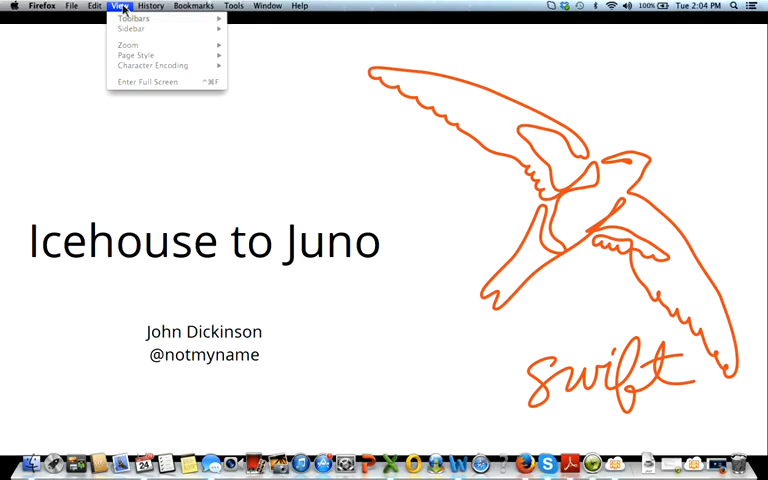 Firefox File Edit View History Bookmarks Tools Window Help 100% Tue 2:04 PM
Toolbars
Sidebar
Zoom
Page Style
Character Encoding
Enter Full Screen ^⌘F
Icehouse to Juno
John Dickinson
@notmyname
swift
24